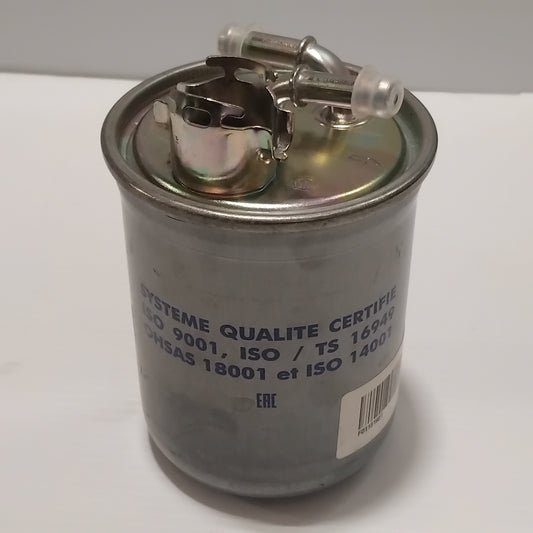 SYSTEME QUALITE CERTIFIE
ISO 9001, ISO / TS 16949
OHSAS 18001 et ISO 14001
EAC